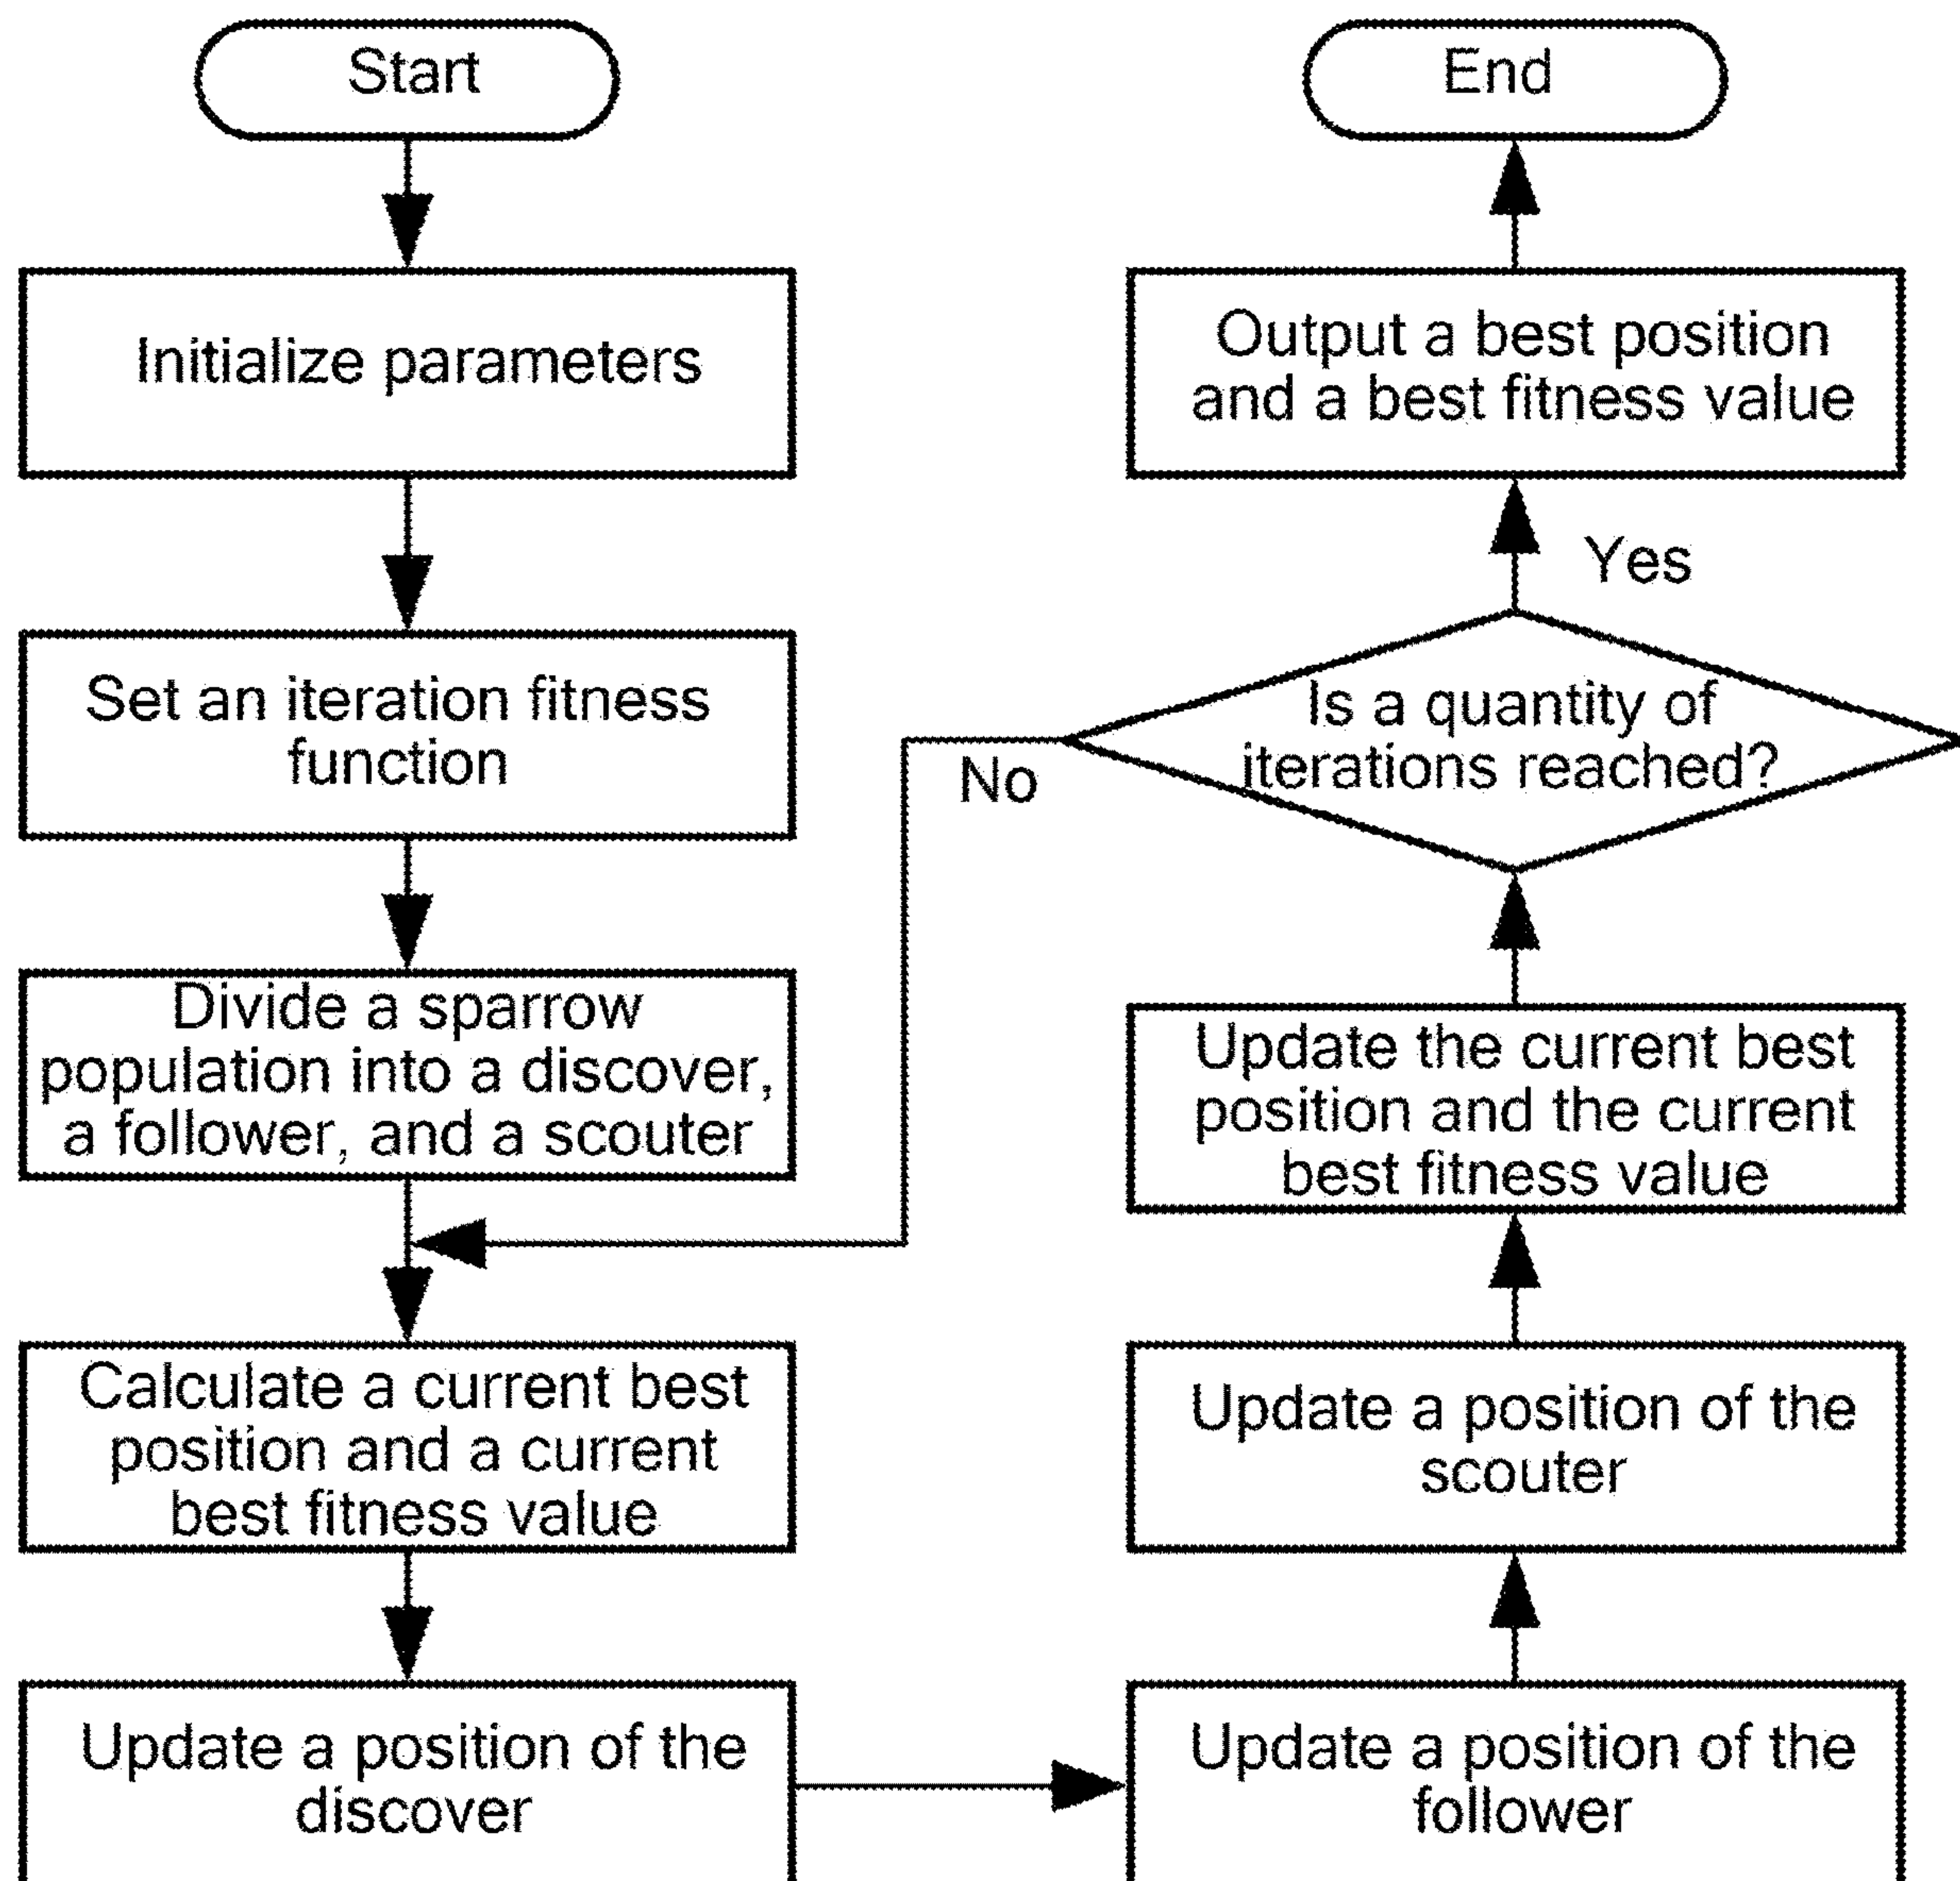 Start
Initialize parameters
Set an iteration fitness
function
Divide a sparrow
population into a discover,
a follower, and a scouter
Calculate a current best
position and a current
best fitness value
Update a position of the
discover
Update a position of the
follower
Update a position of the
scouter
Update the current best
position and the current
best fitness value
Is a quantity of
iterations reached?
No
Yes
Output a best position
and a best fitness value
End